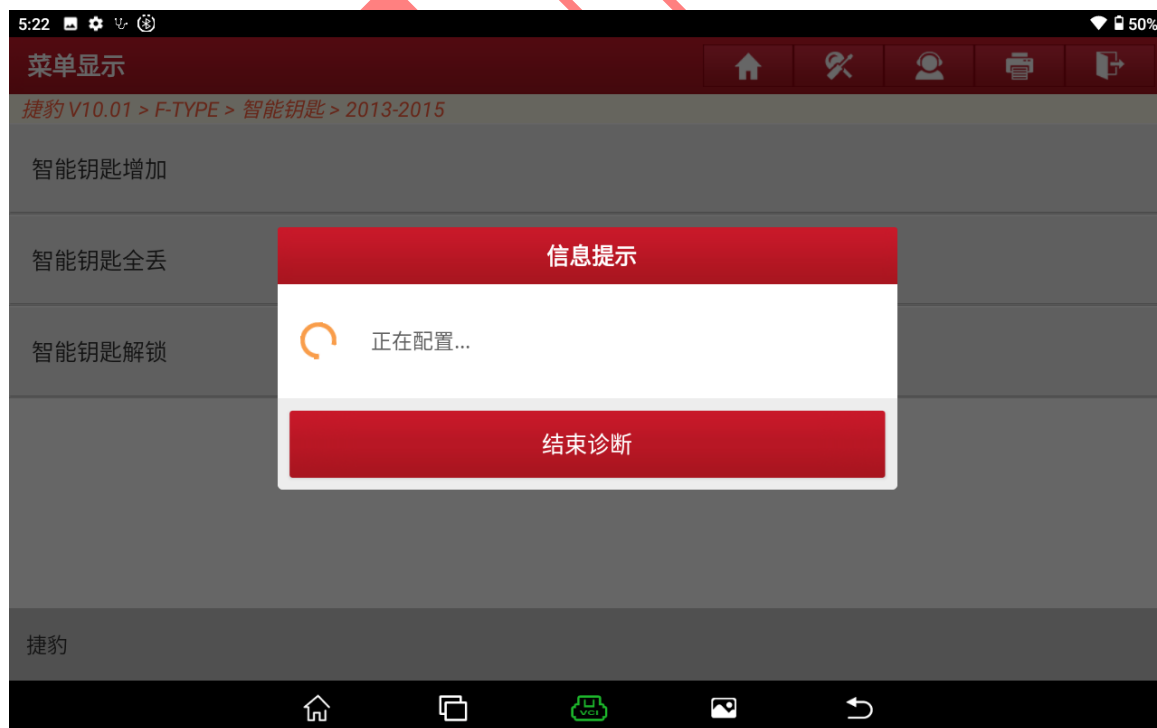 5:22
50%
菜单显示
捷豹 V10.01 > F-TYPE > 智能钥匙 > 2013-2015
智能钥匙增加
智能钥匙全丢
智能钥匙解锁
信息提示
正在配置...
结束诊断
捷豹
VCI